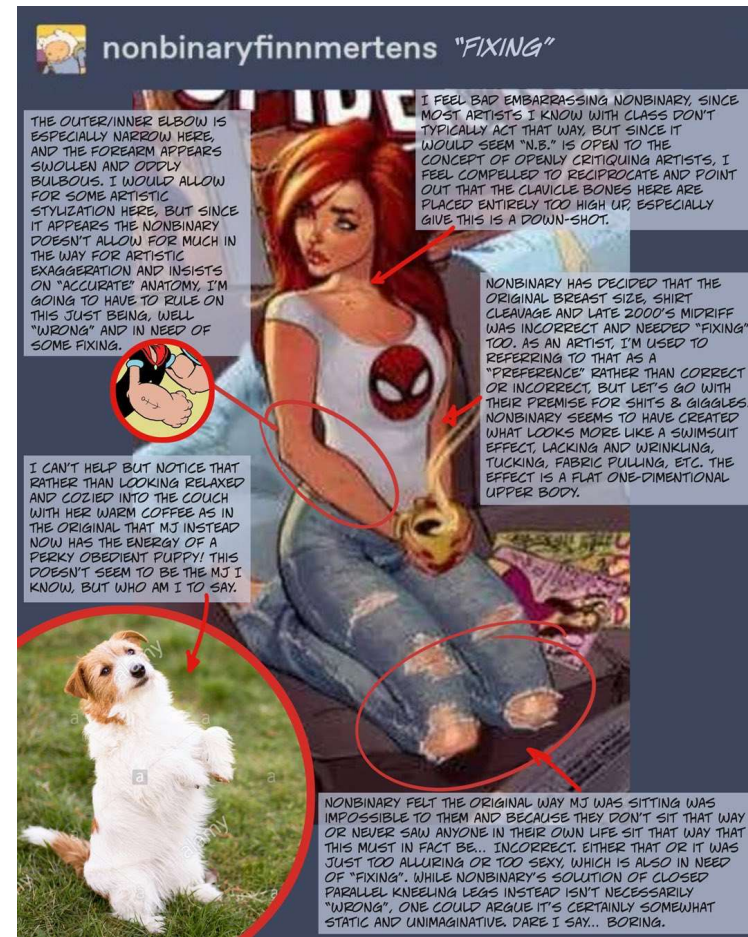 nonbinaryfinnmertens "FIXING"
I FEEL BAD EMBARRASSING NONBINARY, SINCE
MOST ARTISTS I KNOW WITH CLASS DON'T
TYPICALLY ACT THAT WAY, BUT SINCE IT
WOULD SEEM "N.B." IS OPEN TO THE
CONCEPT OF OPENLY CRITIQUING ARTISTS, I
FEEL COMPELLED TO RECIPROCATE AND POINT
OUT THAT THE CLAVICLE BONES HERE ARE
PLACED ENTIRELY TOO HIGH UP, ESPECIALLY
GIVE THIS IS A DOWN-SHOT.
THE OUTER/INNER ELBOW IS
ESPECIALLY NARROW HERE,
AND THE FOREARM APPEARS
SWOLLEN AND ODDLY
BULBOUS. I WOULD ALLOW
FOR SOME ARTISTIC
STYLIZATION HERE, BUT SINCE
IT APPEARS THE NONBINARY
DOESN'T ALLOW FOR MUCH IN
THE WAY FOR ARTISTIC
EXAGGERATION AND INSISTS
ON "ACCURATE" ANATOMY, I'M
GOING TO HAVE TO RULE ON
THIS JUST BEING, WELL
"WRONG" AND IN NEED OF
SOME FIXING.
NONBINARY HAS DECIDED THAT THE
ORIGINAL BREAST SIZE, SHIRT
CLEAVAGE AND LATE 2000'S MIDRIFF
WAS INCORRECT AND NEEDED "FIXING"
TOO. AS AN ARTIST, I'M USED TO
REFERRING TO THAT AS A
"PREFERENCE" RATHER THAN CORRECT
OR INCORRECT, BUT LET'S GO WITH
THEIR PREMISE FOR SHITS & GIGGLES.
NONBINARY SEEMS TO HAVE CREATED
WHAT LOOKS MORE LIKE A SWIMSUIT
EFFECT, LACKING AND WRINKLING,
TUCKING, FABRIC PULLING, ETC. THE
EFFECT IS A FLAT ONE-DIMENTIONAL
UPPER BODY.
I CAN'T HELP BUT NOTICE THAT
RATHER THAN LOOKING RELAXED
AND COZIED INTO THE COUCH
WITH HER WARM COFFEE AS IN
THE ORIGINAL THAT MJ INSTEAD
NOW HAS THE ENERGY OF A
PERKY OBEDIENT PUPPY! THIS
DOESN'T SEEM TO BE THE MJ I
KNOW, BUT WHO AM I TO SAY.
NONBINARY FELT THE ORIGINAL WAY MJ WAS SITTING WAS
IMPOSSIBLE TO THEM AND BECAUSE THEY DON'T SIT THAT WAY
OR NEVER SAW ANYONE IN THEIR OWN LIFE SIT THAT WAY THAT
THIS MUST IN FACT BE... INCORRECT. EITHER THAT OR IT WAS
JUST TOO ALLURING OR TOO SEXY, WHICH IS ALSO IN NEED
OF "FIXING". WHILE NONBINARY'S SOLUTION OF CLOSED
PARALLEL KNEELING LEGS INSTEAD ISN'T NECESSARILY
"WRONG", ONE COULD ARGUE IT'S CERTAINLY SOMEWHAT
STATIC AND UNIMAGINATIVE. DARE I SAY... BORING.